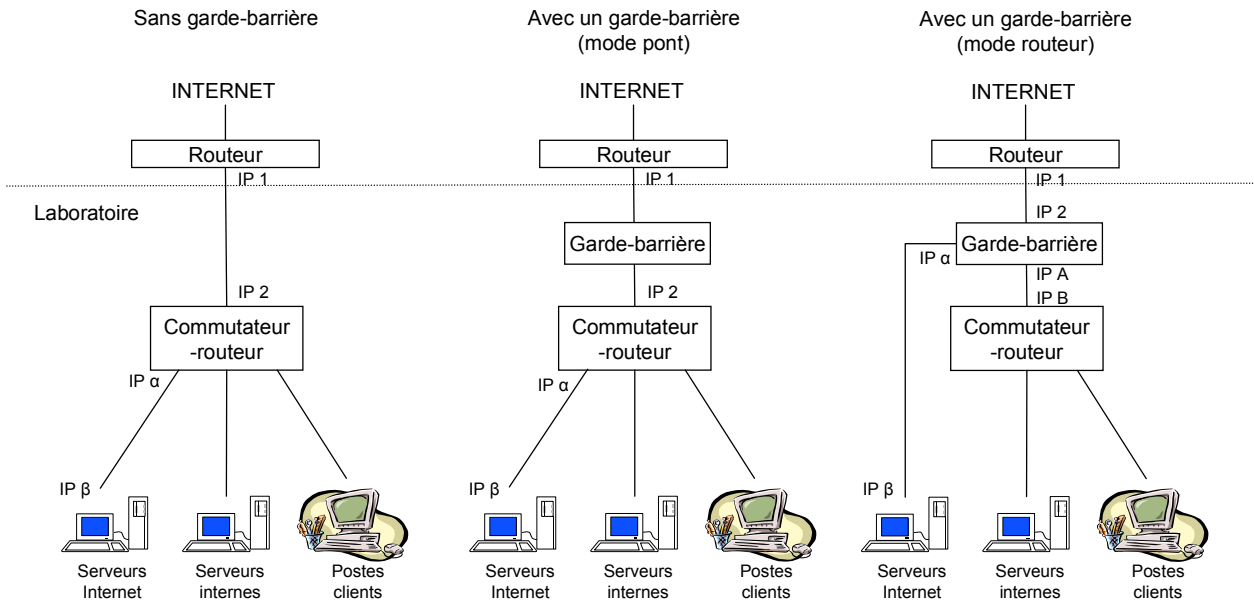 Sans garde-barrière
INTERNET
Routeur
IP 1
Laboratoire
IP 2
Commutateur
-routeur
IP α
IP β
Serveurs
Internet
Serveurs
internes
Postes
clients
Avec un garde-barrière
(mode pont)
INTERNET
Routeur
IP 1
Garde-barrière
IP 2
Commutateur
-routeur
IP α
IP β
Serveurs
Internet
Serveurs
internes
Postes
clients
Avec un garde-barrière
(mode routeur)
INTERNET
Routeur
IP 1
IP 2
Garde-barrière
IP α
IP A
IP B
Commutateur
-routeur
IP β
Serveurs
Internet
Serveurs
internes
Postes
clients